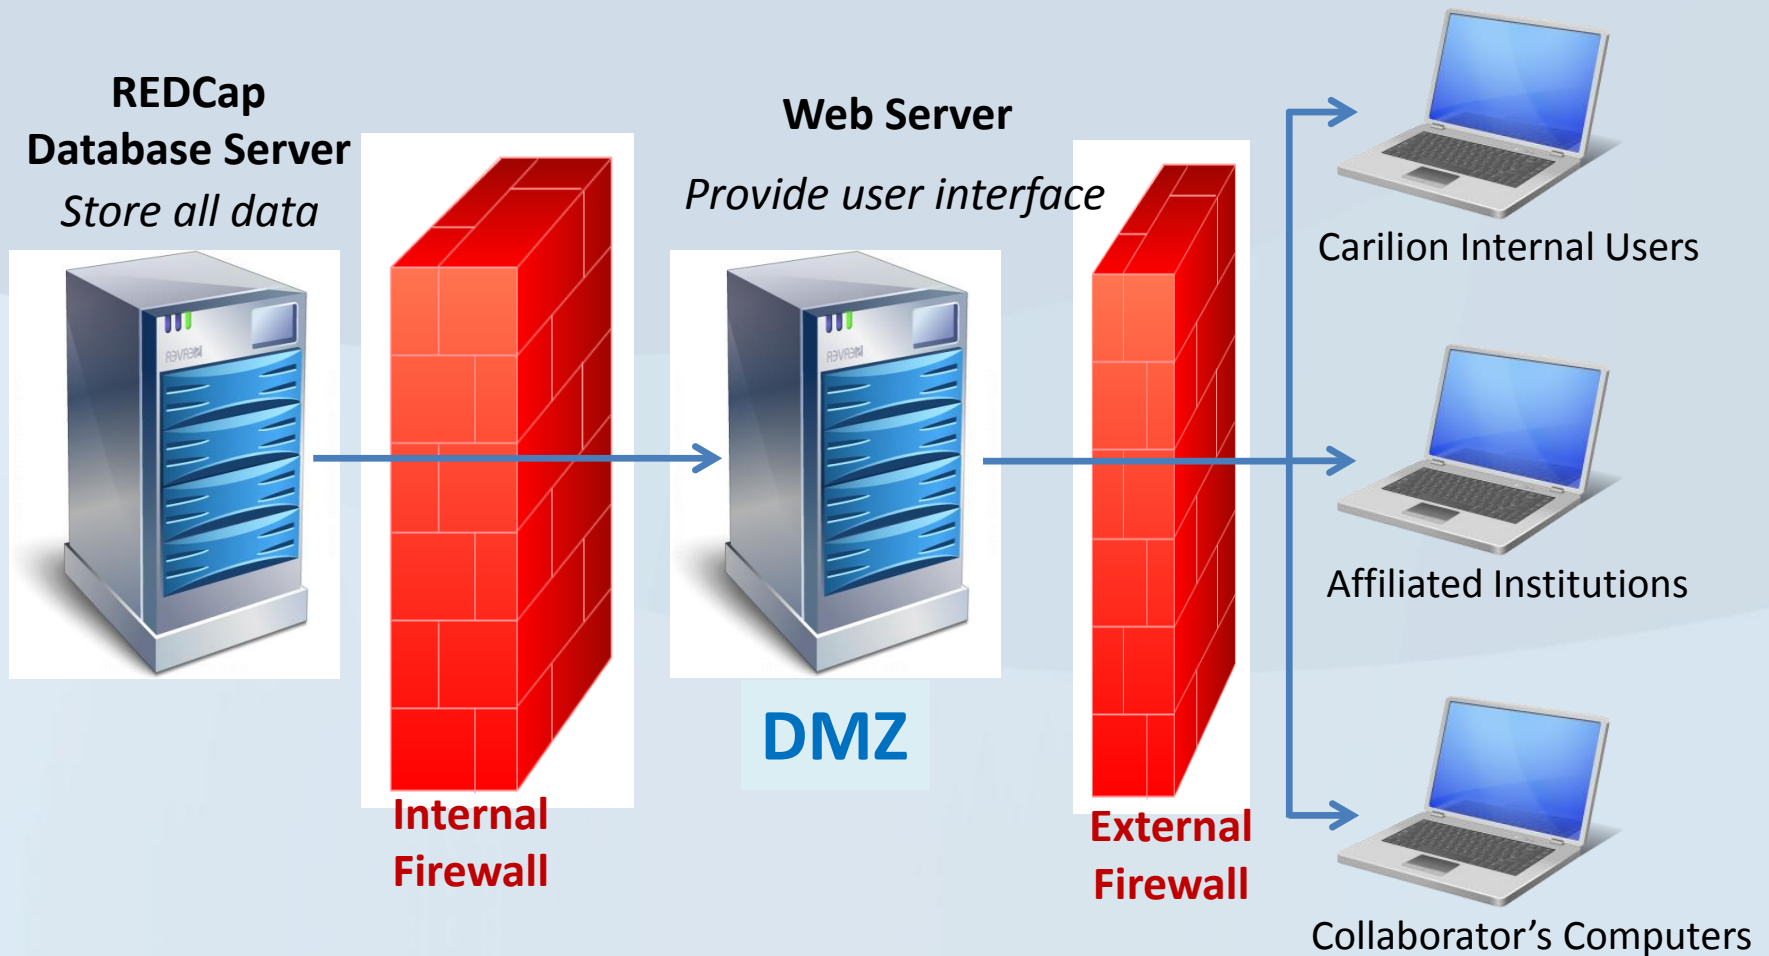 REDCap
Database Server
Store all data
Web Server
Provide user interface
Carilion Internal Users
Affiliated Institutions
DMZ
Internal
Firewall
External
Firewall
Collaborator’s Computers